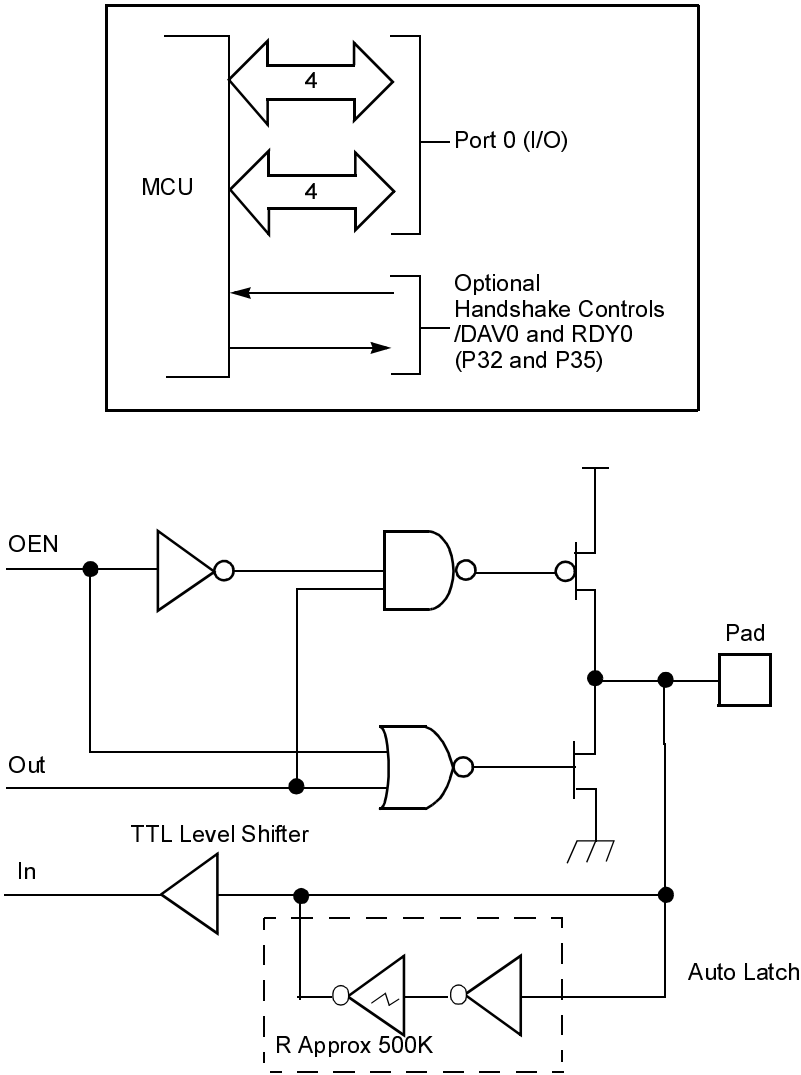 4
Port 0 (I/O)
MCU
4
Optional
Handshake Controls
/DAV0 and RDY0
(P32 and P35)
OEN
Pad
Out
TTL Level Shifter
In
Auto Latch
R Approx 500K